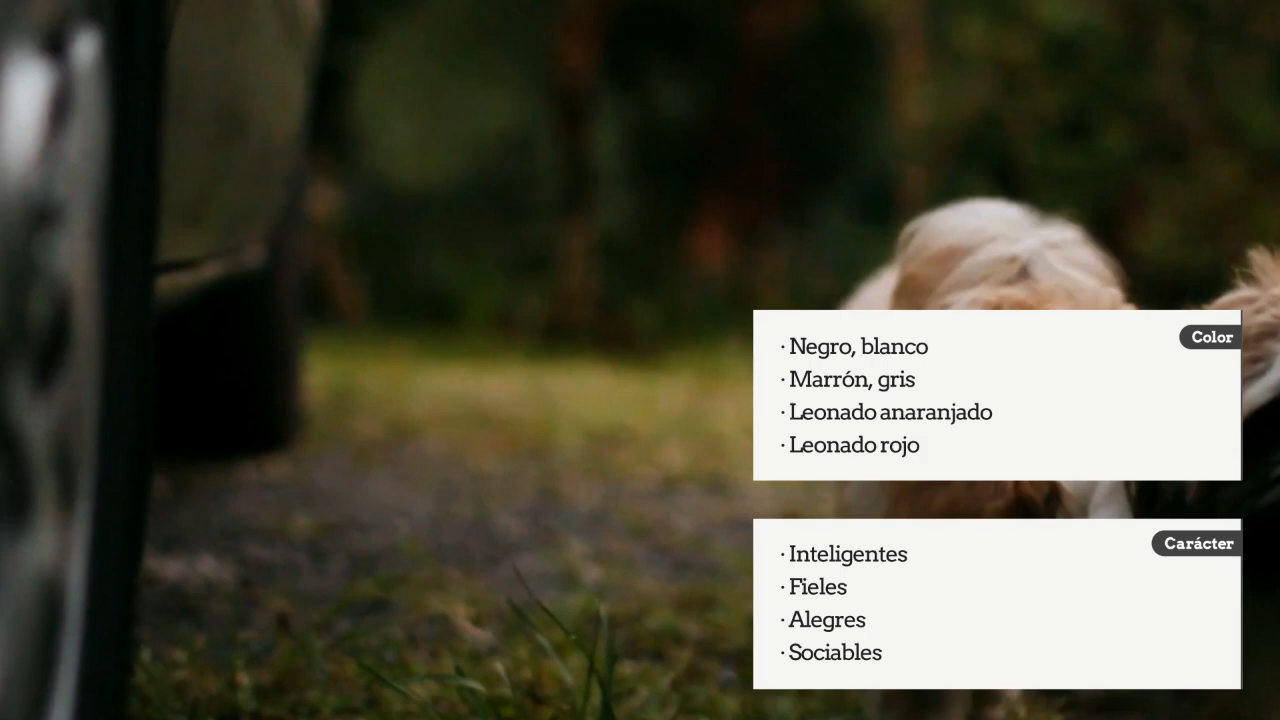 Color
· Negro, blanco
· Marrón, gris
· Leonado anaranjado
· Leonado rojo
Carácter
· Inteligentes
· Fieles
· Alegres
· Sociables